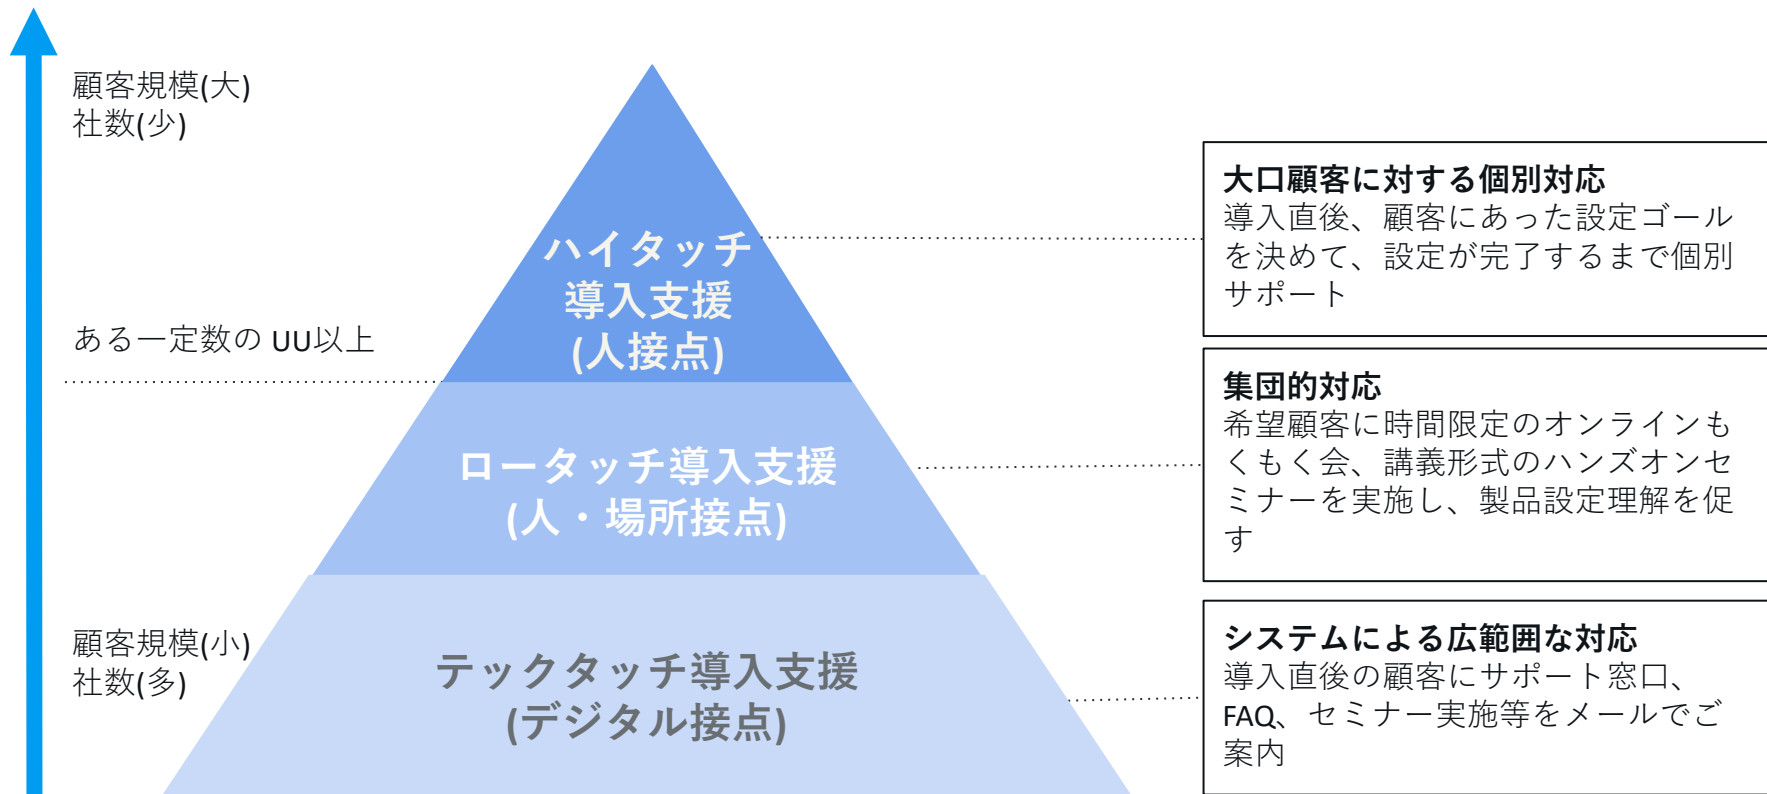 顧客規模(大)
社数(少)
ハイタッチ
導入支援
(人接点)
大口顧客に対する個別対応
導入直後、顧客にあった設定ゴール
を決めて、設定が完了するまで個別
サポート
ある一定数の UU以上
ロータッチ導入支援
(人・場所接点)
集団的対応
希望顧客に時間限定のオンラインも
くもく会、講義形式のハンズオンセ
ミナーを実施し、製品設定理解を促
す
顧客規模(小)
社数(多)
テックタッチ導入支援
(デジタル接点)
システムによる広範囲な対応
導入直後の顧客にサポート窓口、
FAQ、セミナー実施等をメールでご
案内